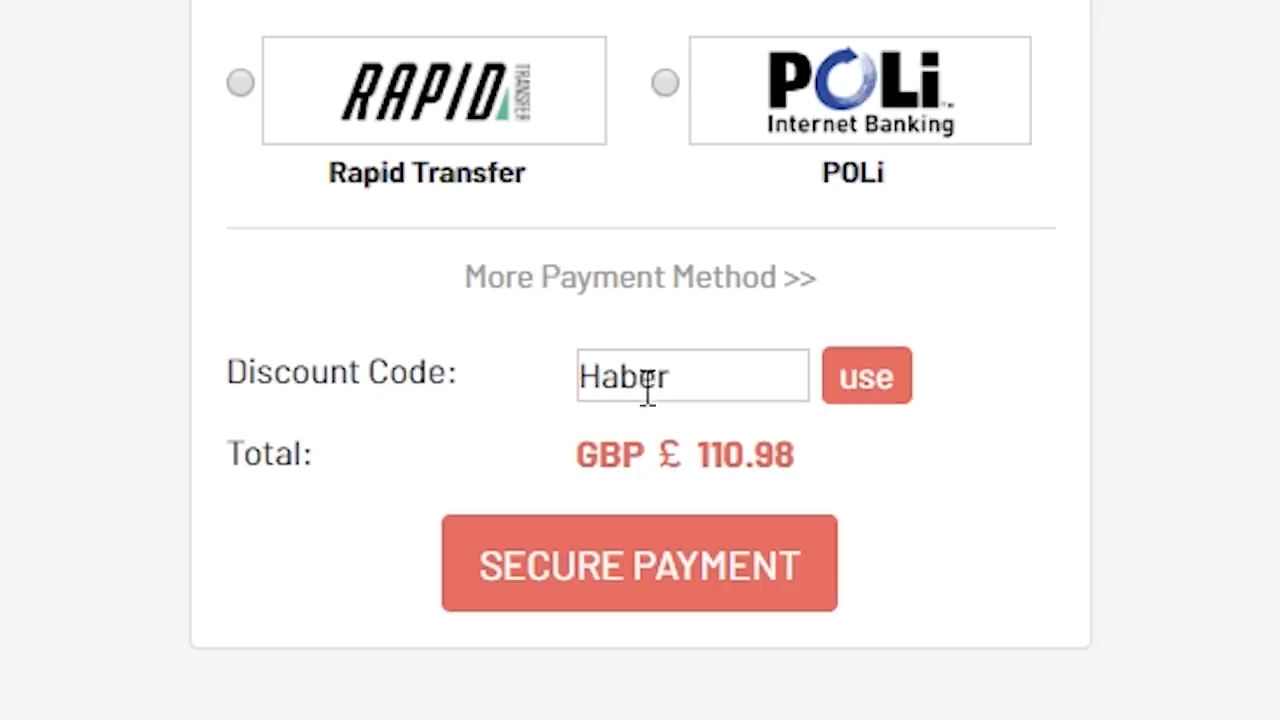 RAPID TRANSFER
POLi™
Internet Banking
Rapid Transfer
POLi
More Payment Method >>
Discount Code:
Haber
use
Total:
GBP £ 110.98
SECURE PAYMENT